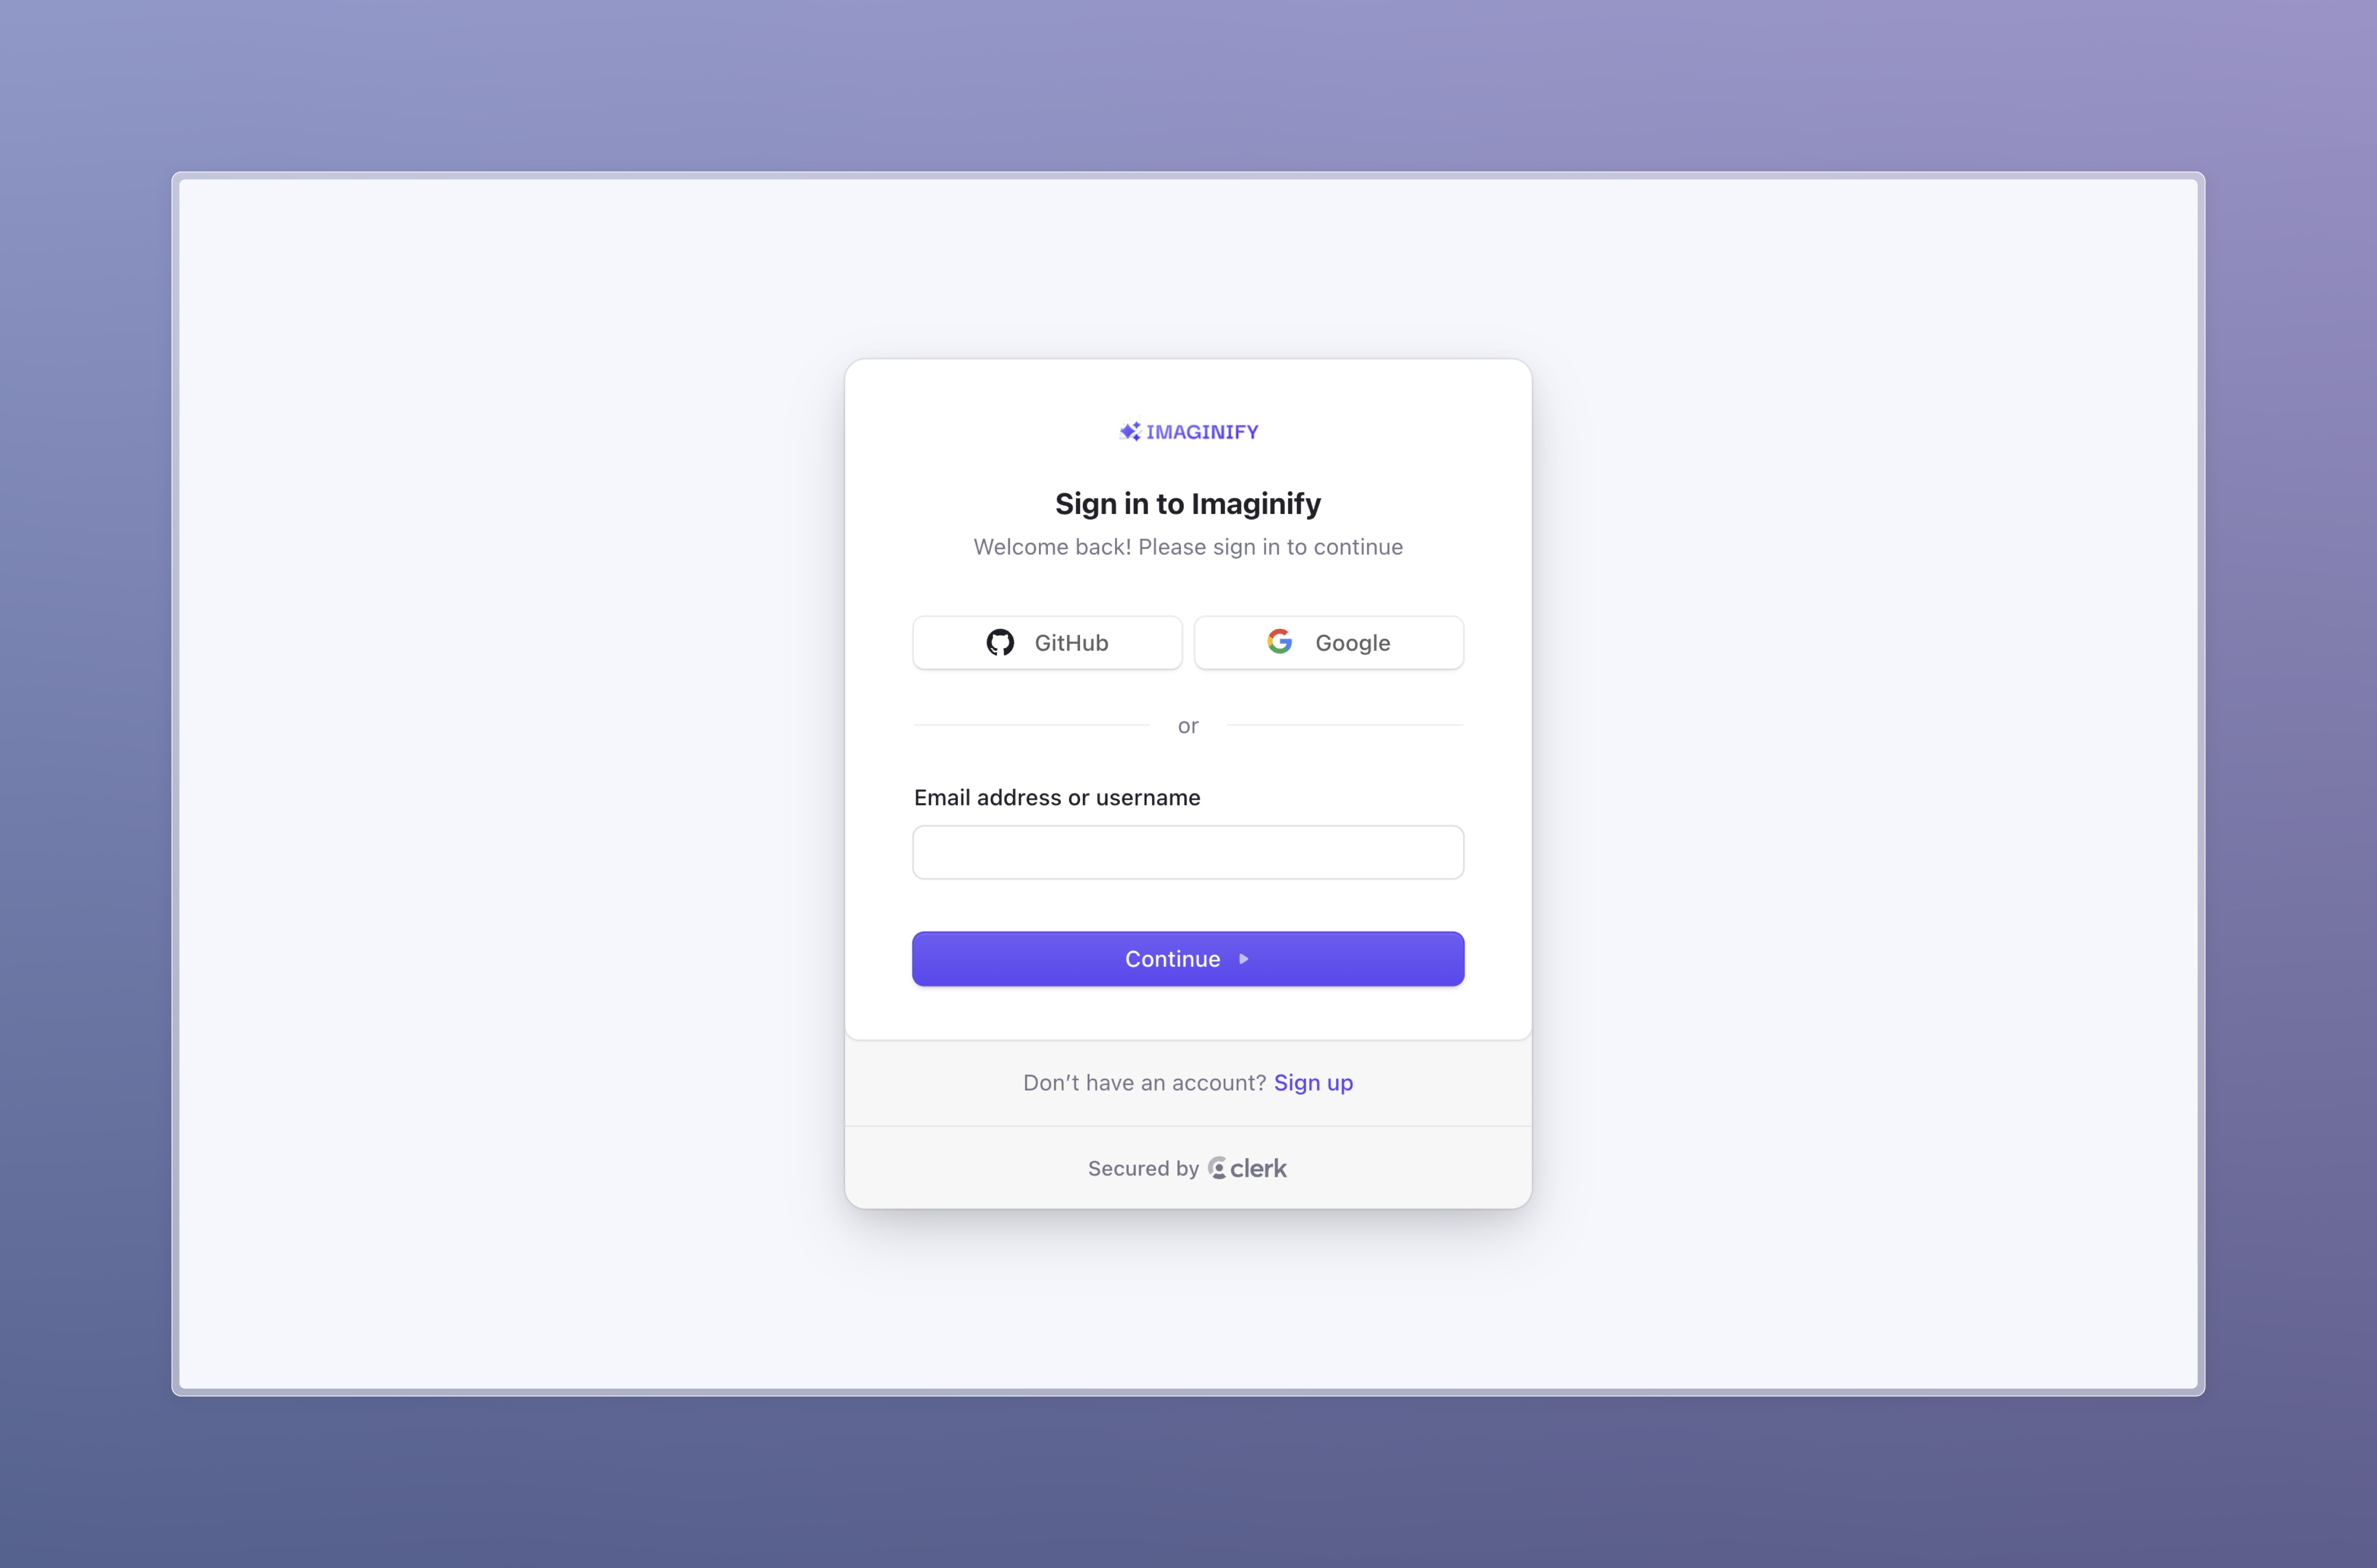 IMAGINIFY
Sign in to Imaginify
Welcome back! Please sign in to continue
GitHub
Google
or
Email address or username
Continue
Don’t have an account? Sign up
Secured by clerk